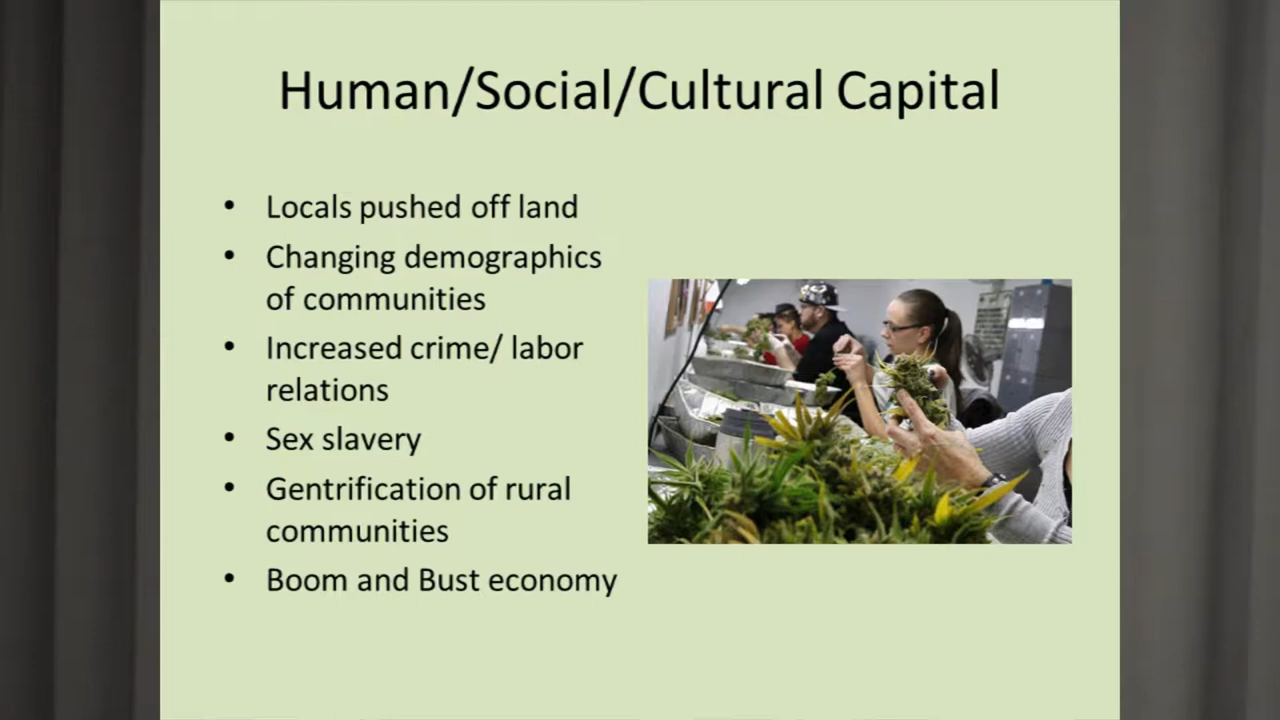 Human/Social/Cultural Capital
• Locals pushed off land
• Changing demographics
of communities
• Increased crime/ labor
relations
• Sex slavery
• Gentrification of rural
communities
• Boom and Bust economy